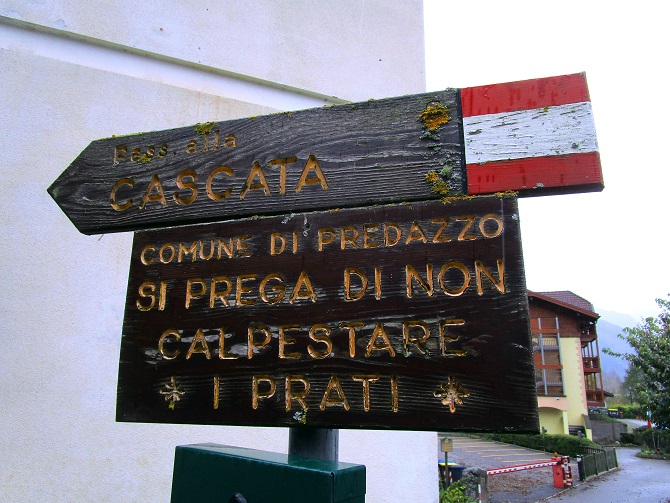 Pass. alla
CASCATA
COMUNE DI PREDAZZO
SI PREGA DI NON
CALPESTARE
I PRATI